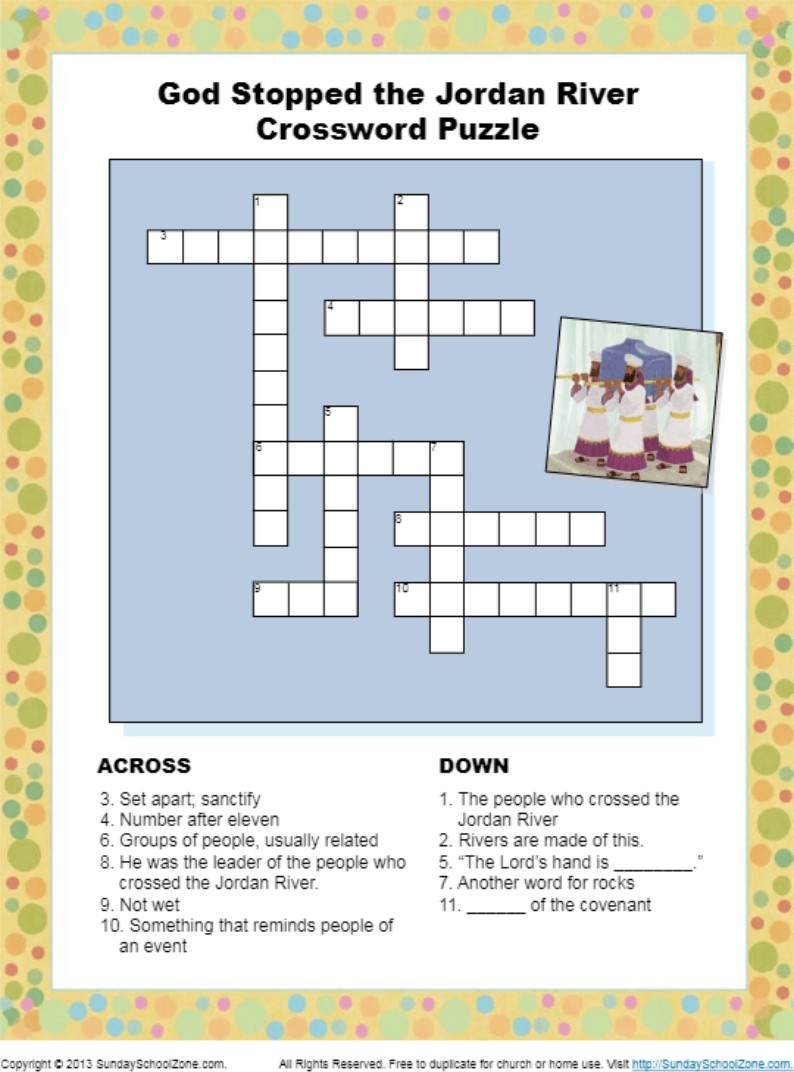 God Stopped the Jordan River
Crossword Puzzle
1
2
3
4
5
6
7
8
9
10
11
ACROSS
3. Set apart; sanctify
4. Number after eleven
6. Groups of people, usually related
8. He was the leader of the people who
crossed the Jordan River.
9. Not wet
10. Something that reminds people of
an event
DOWN
1. The people who crossed the
Jordan River
2. Rivers are made of this.
5. “The Lord’s hand is ________.”
7. Another word for rocks
11. ______ of the covenant
Copyright © 2013 SundaySchoolZone.com.
All Rights Reserved. Free to duplicate for church or home use. Visit http://SundaySchoolZone.com.